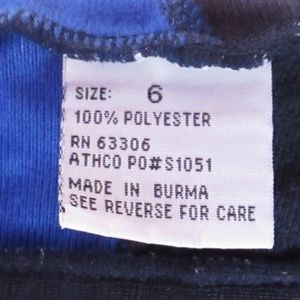 SIZE: 6
100% POLYESTER
RN 63306
ATHCO PO#S1051
MADE IN BURMA
SEE REVERSE FOR CARE